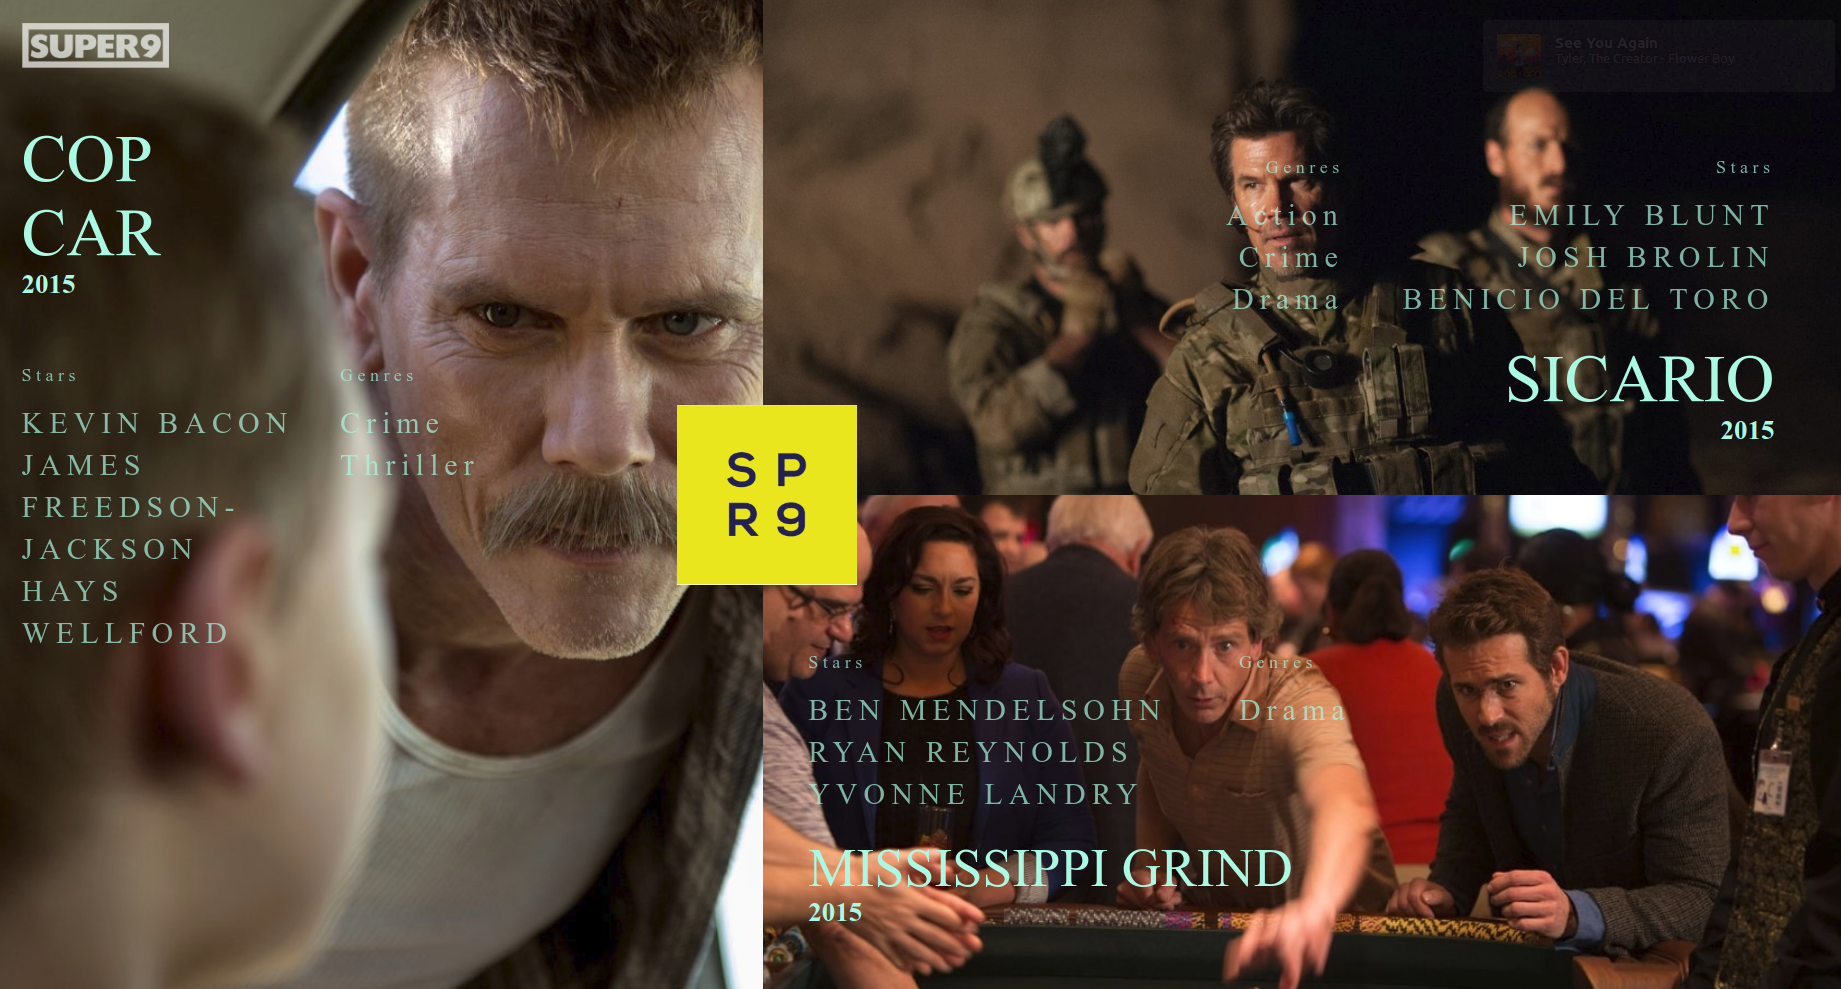 SUPER9
COP
CAR
2015
Stars
KEVIN BACON
JAMES
FREEDSON-
JACKSON
HAYS
WELLFORD
Genres
Crime
Thriller
See You Again
Tyler, The Creator - Flower Boy
Genres
Action
Crime
Drama
Stars
EMILY BLUNT
JOSH BROLIN
BENICIO DEL TORO
SICARIO
2015
S P
R 9
Stars
BEN MENDELSOHN
RYAN REYNOLDS
YVONNE LANDRY
Genres
Drama
MISSISSIPPI GRIND
2015